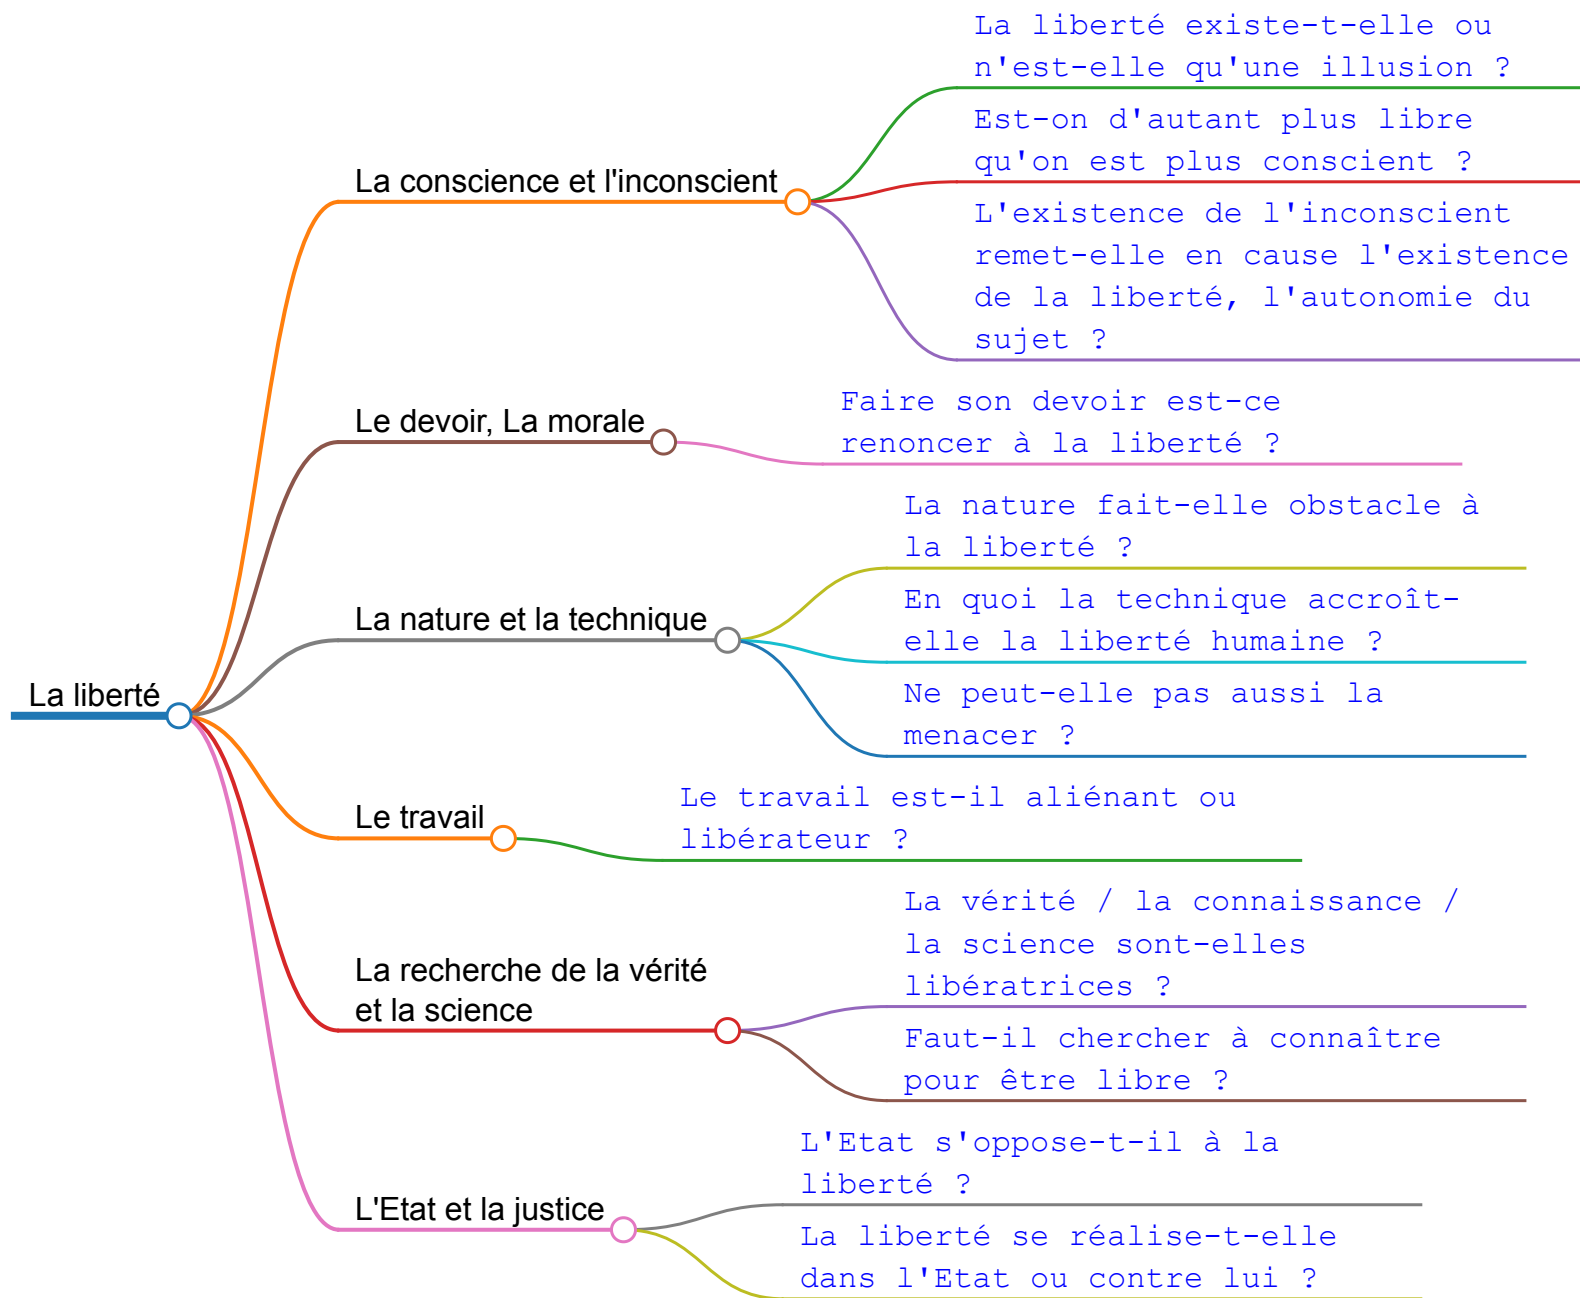 La liberté existe-t-elle ou
n'est-elle qu'une illusion ?
Est-on d'autant plus libre
qu'on est plus conscient ?
La conscience et l'inconscient
L'existence de l'inconscient
remet-elle en cause l'existence
de la liberté, l'autonomie du
sujet ?
Le devoir, La morale
Faire son devoir est-ce
renoncer à la liberté ?
La nature fait-elle obstacle à
la liberté ?
La nature et la technique
En quoi la technique accroît-
elle la liberté humaine ?
Ne peut-elle pas aussi la
menacer ?
La liberté
Le travail
Le travail est-il aliénant ou
libérateur ?
La vérité / la connaissance /
la science sont-elles
libératrices ?
La recherche de la vérité
et la science
Faut-il chercher à connaître
pour être libre ?
L'Etat s'oppose-t-il à la
liberté ?
L'Etat et la justice
La liberté se réalise-t-elle
dans l'Etat ou contre lui ?